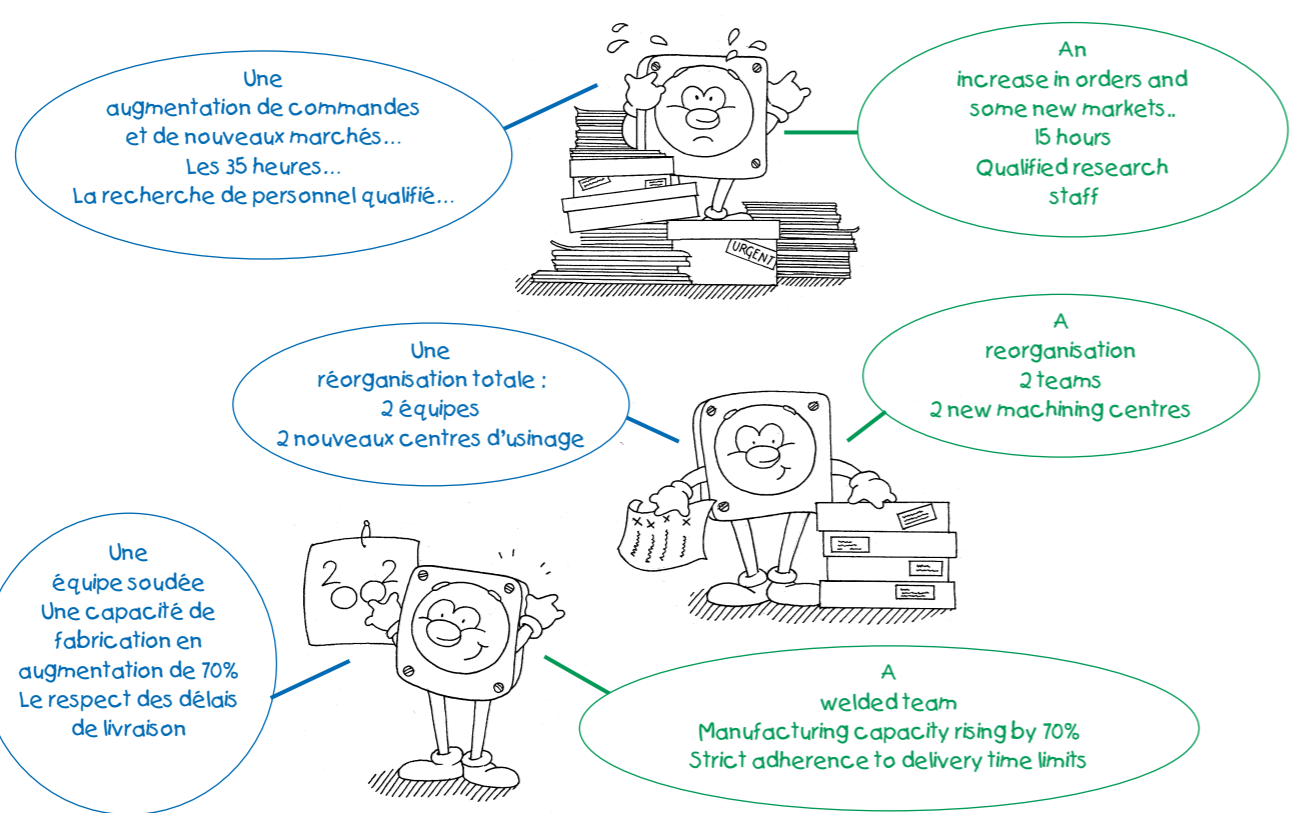 Une
augmentation de commandes
et de nouveaux marchés...
Les 35 heures...
La recherche de personnel qualifié...
An
increase in orders and
some new markets..
15 hours
Qualified research
staff
URGENT
Une
réorganisation totale :
2 équipes
2 nouveaux centres d'usinage
A
reorganisation
2 teams
2 new machining centres
Une
équipe soudée
Une capacité de
fabrication en
augmentation de 70%
Le respect des délais
de livraison
2002
A
welded team
Manufacturing capacity rising by 70%
Strict adherence to delivery time limits